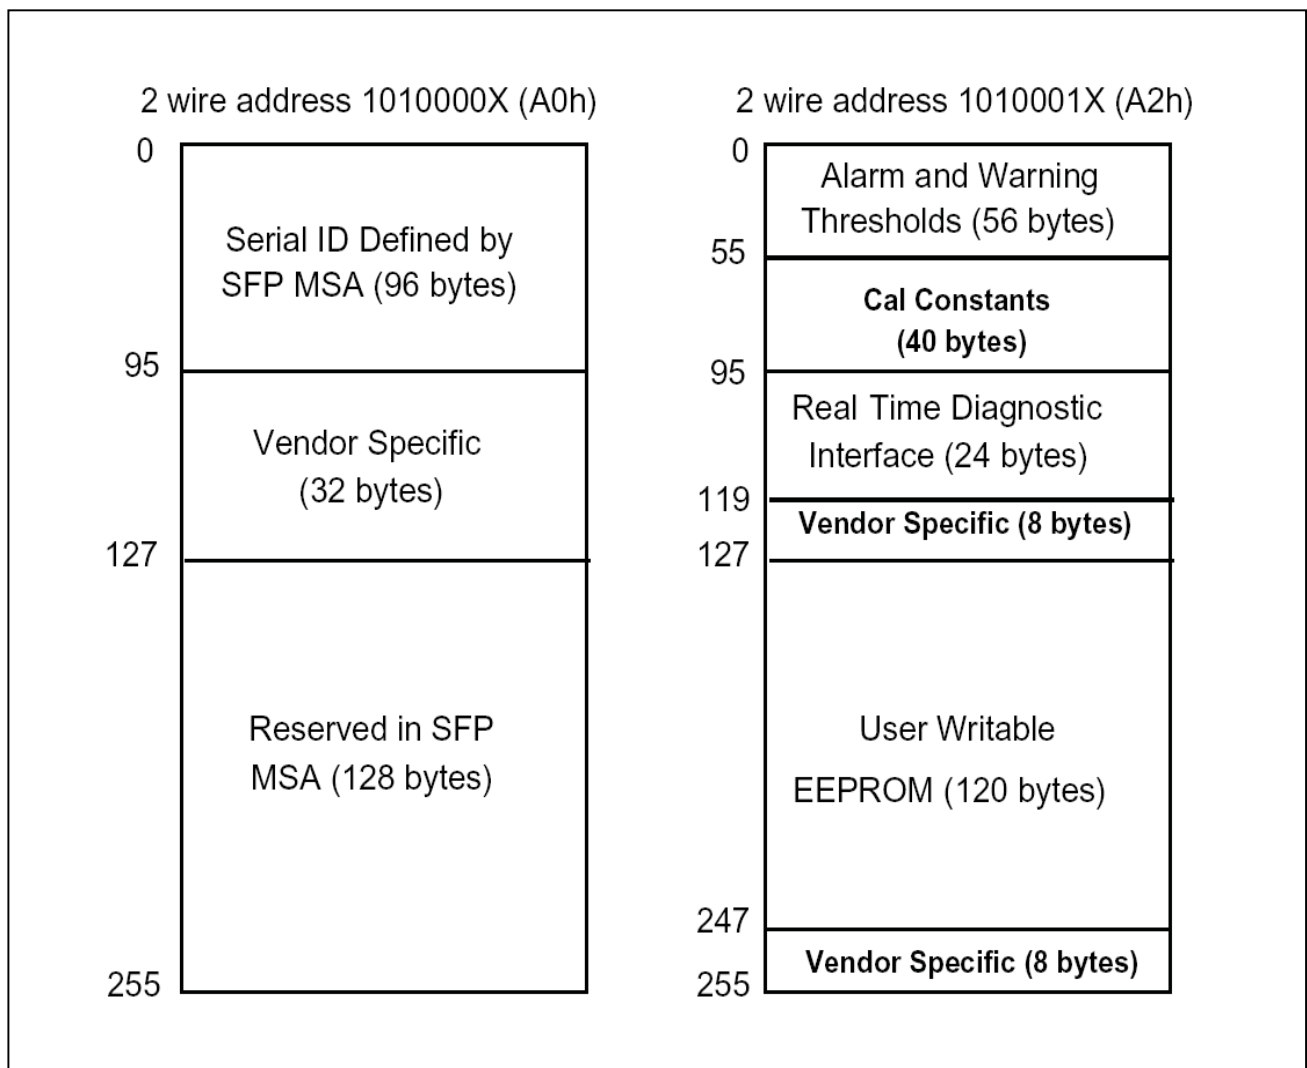 2 wire address 1010000X (A0h)
0
Serial ID Defined by
SFP MSA (96 bytes)
95
Vendor Specific
(32 bytes)
127
Reserved in SFP
MSA (128 bytes)
255
2 wire address 1010001X (A2h)
0
Alarm and Warning
Thresholds (56 bytes)
55
Cal Constants
(40 bytes)
95
Real Time Diagnostic
Interface (24 bytes)
119
Vendor Specific (8 bytes)
127
User Writable
EEPROM (120 bytes)
247
Vendor Specific (8 bytes)
255